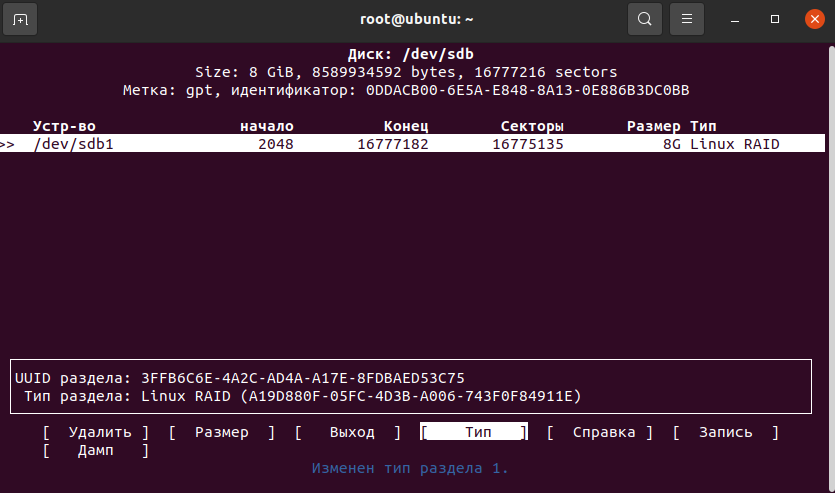 root@ubuntu: ~
Диск: /dev/sdb
Size: 8 GiB, 8589934592 bytes, 16777216 sectors
Метка: gpt, идентификатор: 0DDACB00-6E5A-E848-8A13-0E886B3DC0BB
Устр-во начало Конец Секторы Размер Тип
>> /dev/sdb1 2048 16777182 16775135 8G Linux RAID
UUID раздела: 3FFB6C6E-4A2C-AD4A-A17E-8FDBAED53C75
Тип раздела: Linux RAID (A19D880F-05FC-4D3B-A006-743F0F84911E)
[ Удалить ] [ Размер ] [ Выход ] [ Тип ] [ Справка ] [ Запись ]
[ Дамп ]
Изменен тип раздела 1.